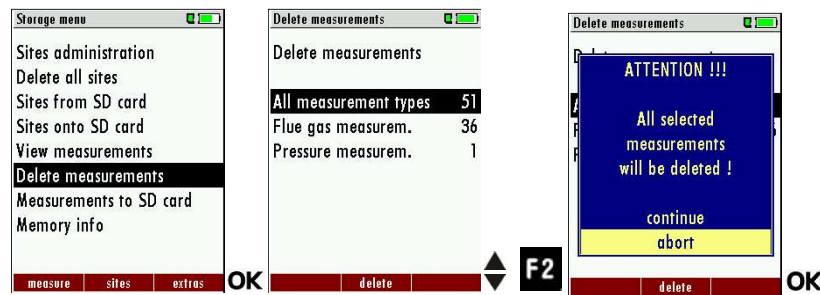 Storage menu
Sites administration
Delete all sites
Sites from SD card
Sites onto SD card
View measurements
Delete measurements
Measurements to SD card
Memory info
measure sites extras
OK
Delete measurements
Delete measurements
All measurement types 51
Flue gas measurem. 36
Pressure measurem. 1
delete
F2
Delete measurements
ATTENTION !!!
All selected
measurements
will be deleted !
continue
abort
delete
OK